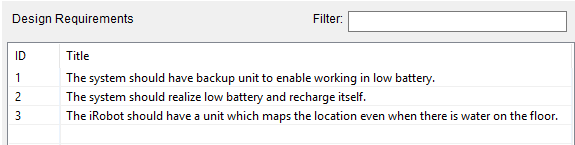 Design Requirements Filter:
ID Title
1 The system should have backup unit to enable working in low battery.
2 The system should realize low battery and recharge itself.
3 The iRobot should have a unit which maps the location even when there is water on the floor.